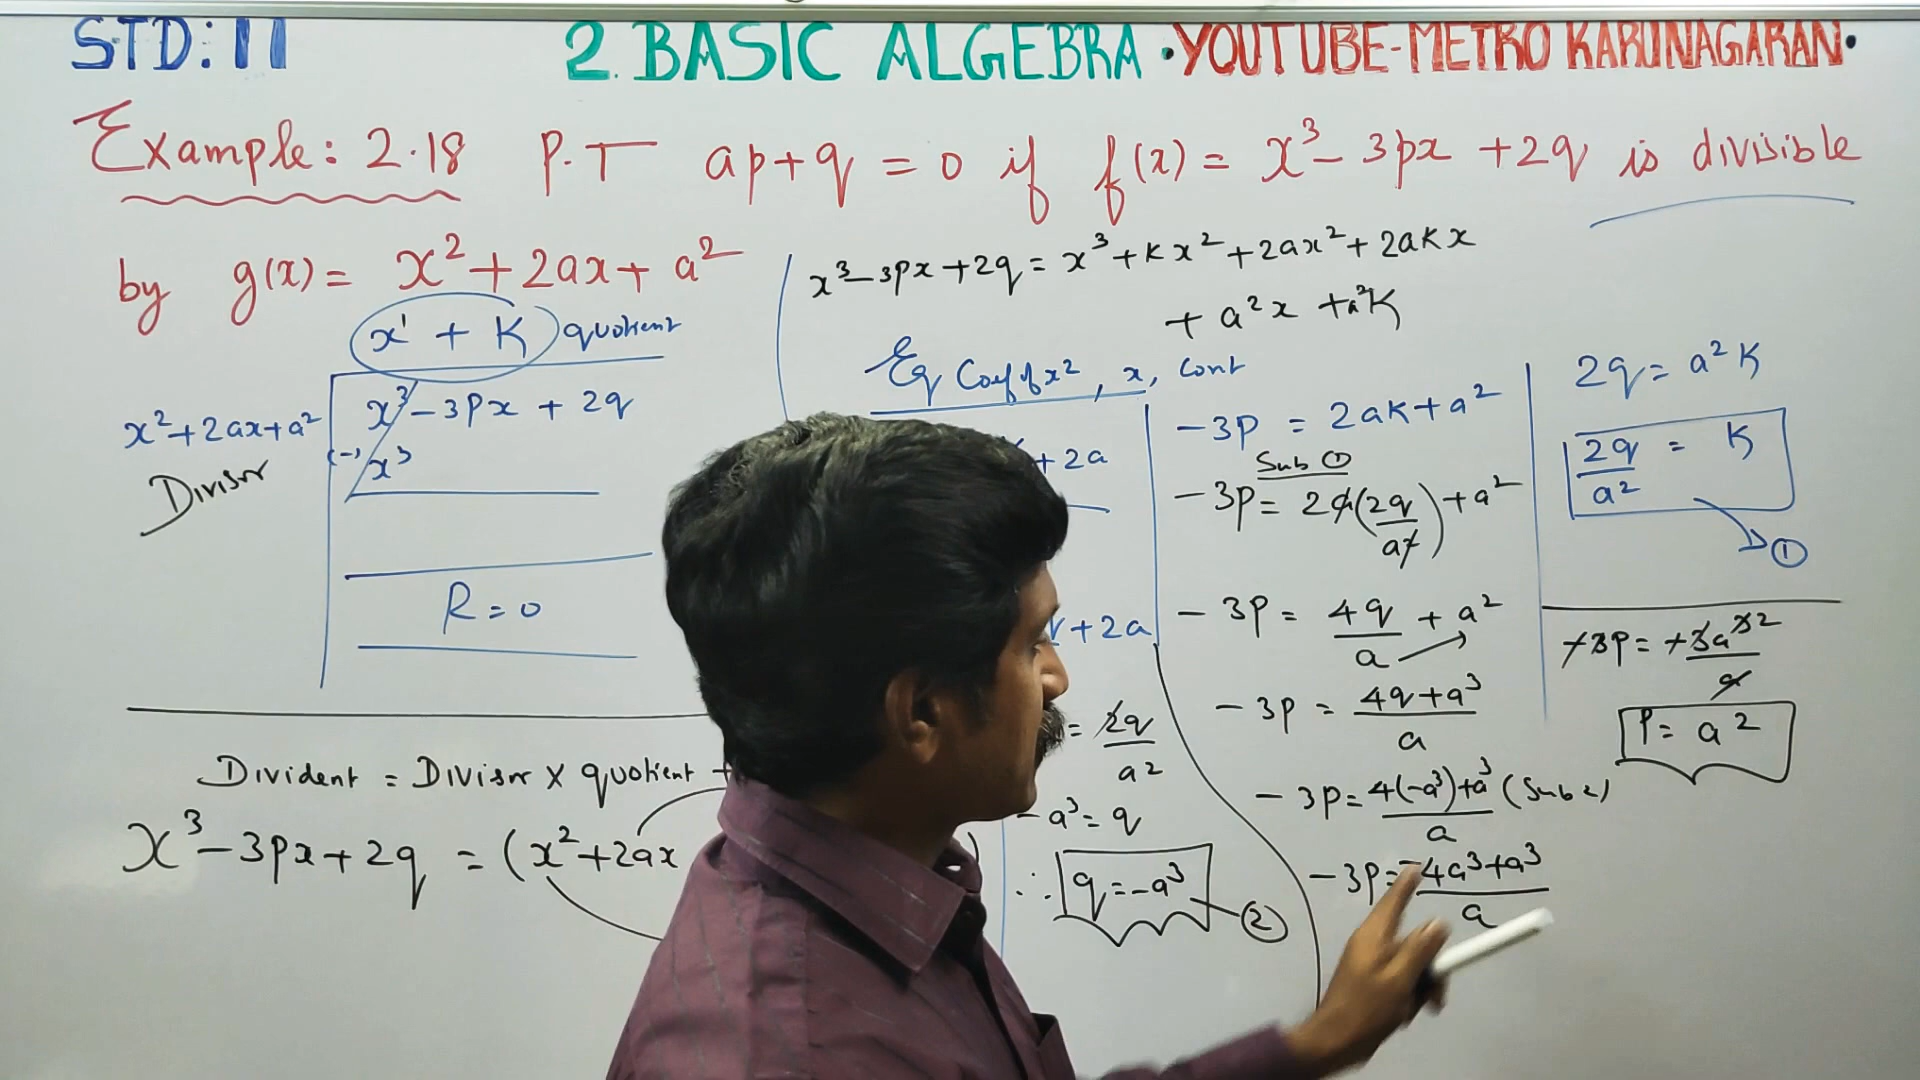 STD: 11 2. BASIC ALGEBRA • YOUTUBE-METRO KARUNAGARAN •
Example: 2.18 P.T ap+q = 0 if f(x) = x³ - 3px + 2q is divisible
by g(x) = x² + 2ax + a²
x¹ + K quotient
x²+2ax+a²
x³ - 3px + 2q
(-) x³
Divisor
R = 0
Divident = Divisor X quotient +
x³ - 3px + 2q = (x² + 2ax
)
x³ - 3px + 2q = x³ + Kx² + 2ax² + 2aKx
+ a²x + a²K
Eq Coef of x², x, Cont
+ 2a
+ 2a
= 2q/a²
- a³ = q
∴ q = -a³ ②
-3p = 2aK + a²
Sub ①
-3p = 2a(2q/a²) + a²
-3p = 4q/a + a²
-3p = (4q + a³)/a
-3p = (4(-a³) + a³)/a (Sub 2)
-3p = (-4a³ + a³)/a
2q = a²K
2q/a² = K
①
-3p = +3a³²/a
P = a²